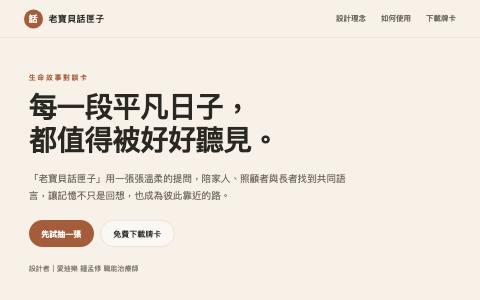 話 老寶貝話匣子
設計理念 如何使用 下載牌卡
生命故事對談卡
每一段平凡日子，
都值得被好好聽見。
「老寶貝話匣子」用一張張溫柔的提問，陪家人、照顧者與長者找到共同語
言，讓記憶不只是回想，也成為彼此靠近的路。
先試抽一張 免費下載牌卡
設計者｜愛迪樂 鍾孟修 職能治療師